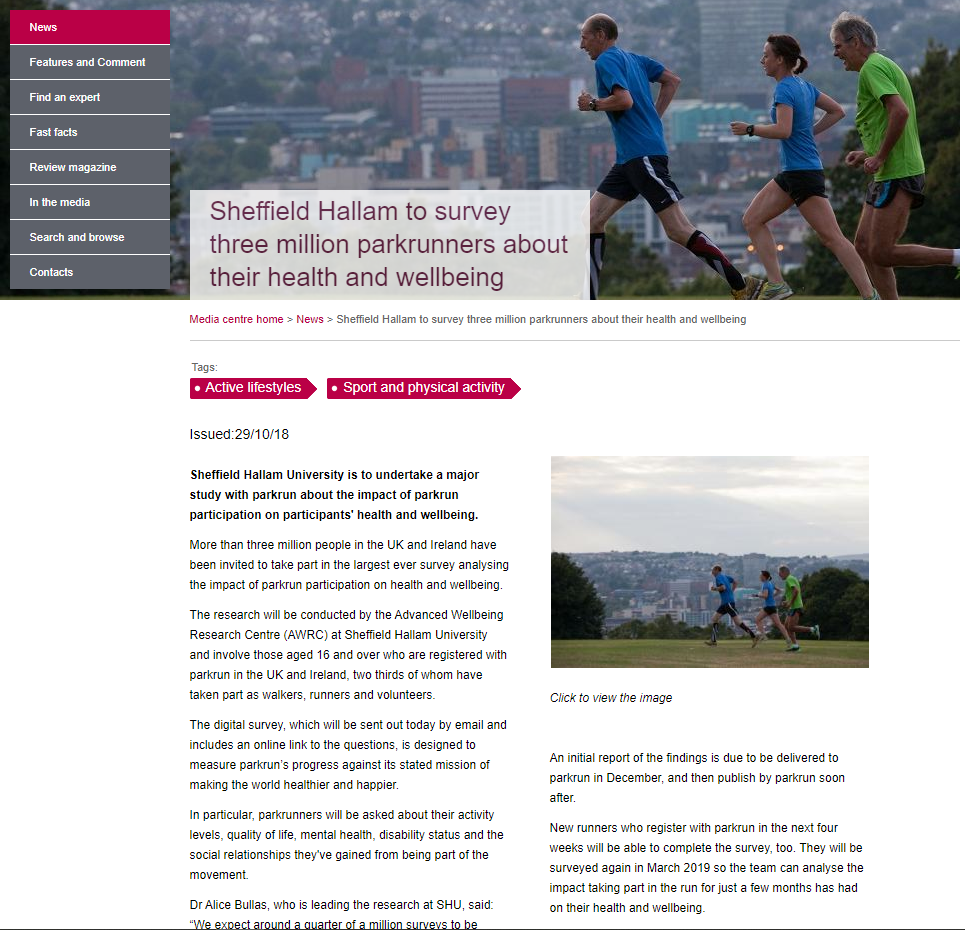 News
Features and Comment
Find an expert
Fast facts
Review magazine
In the media
Search and browse
Contacts
Sheffield Hallam to survey
three million parkrunners about
their health and wellbeing
Media centre home > News > Sheffield Hallam to survey three million parkrunners about their health and wellbeing
Tags:
• Active lifestyles
• Sport and physical activity
Issued:29/10/18
Sheffield Hallam University is to undertake a major
study with parkrun about the impact of parkrun
participation on participants' health and wellbeing.
More than three million people in the UK and Ireland have
been invited to take part in the largest ever survey analysing
the impact of parkrun participation on health and wellbeing.
The research will be conducted by the Advanced Wellbeing
Research Centre (AWRC) at Sheffield Hallam University
and involve those aged 16 and over who are registered with
parkrun in the UK and Ireland, two thirds of whom have
taken part as walkers, runners and volunteers.
The digital survey, which will be sent out today by email and
includes an online link to the questions, is designed to
measure parkrun's progress against its stated mission of
making the world healthier and happier.
In particular, parkrunners will be asked about their activity
levels, quality of life, mental health, disability status and the
social relationships they've gained from being part of the
movement.
Dr Alice Bullas, who is leading the research at SHU, said:
“We expect around a quarter of a million surveys to be
Click to view the image
An initial report of the findings is due to be delivered to
parkrun in December, and then publish by parkrun soon
after.
New runners who register with parkrun in the next four
weeks will be able to complete the survey, too. They will be
surveyed again in March 2019 so the team can analyse the
impact taking part in the run for just a few months has had
on their health and wellbeing.